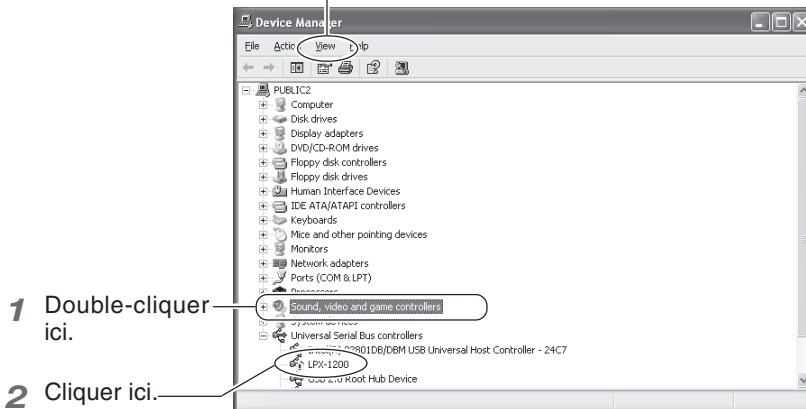 Device Manager
File Action View Help
PUBLIC2
Computer
Disk drives
Display adapters
DVD/CD-ROM drives
Floppy disk controllers
Floppy disk drives
Human Interface Devices
IDE ATA/ATAPI controllers
Keyboards
Mice and other pointing devices
Monitors
Network adapters
Ports (COM & LPT)
Processors
1 Double-cliquer
ici.
Sound, video and game controllers
System devices
Universal Serial Bus controllers
82801DB/DBM USB Universal Host Controller - 24C7
LPX-1200
2 Cliquer ici.
USB 2.0 Root Hub Device